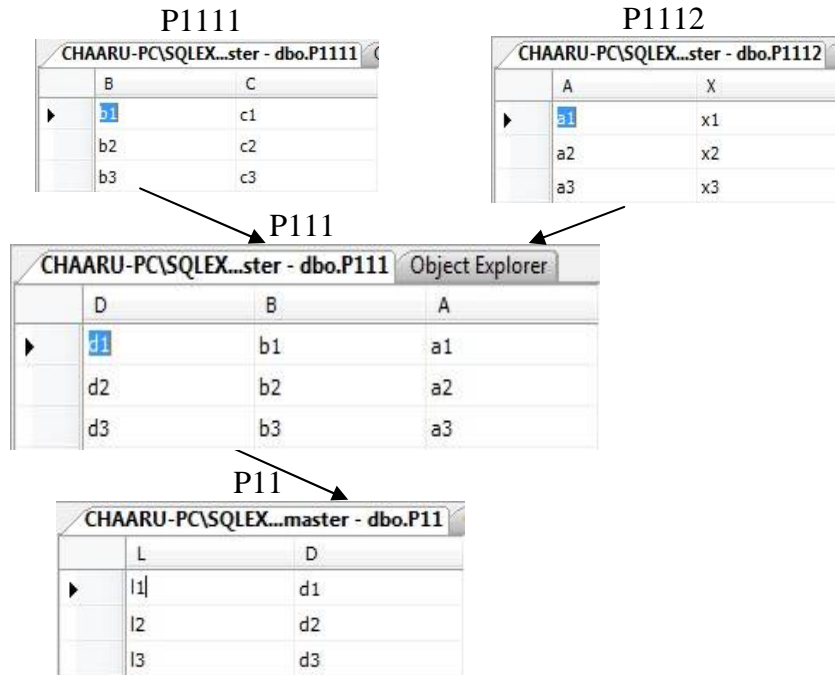 P1111
CHAARU-PC\SQLEX...ster - dbo.P1111
B C
b1 c1
b2 c2
b3 c3
P1112
CHAARU-PC\SQLEX...ster - dbo.P1112
A X
a1 x1
a2 x2
a3 x3
P111
CHAARU-PC\SQLEX...ster - dbo.P111 Object Explorer
D B A
d1 b1 a1
d2 b2 a2
d3 b3 a3
P11
CHAARU-PC\SQLEX...master - dbo.P11
L D
l1 d1
l2 d2
l3 d3